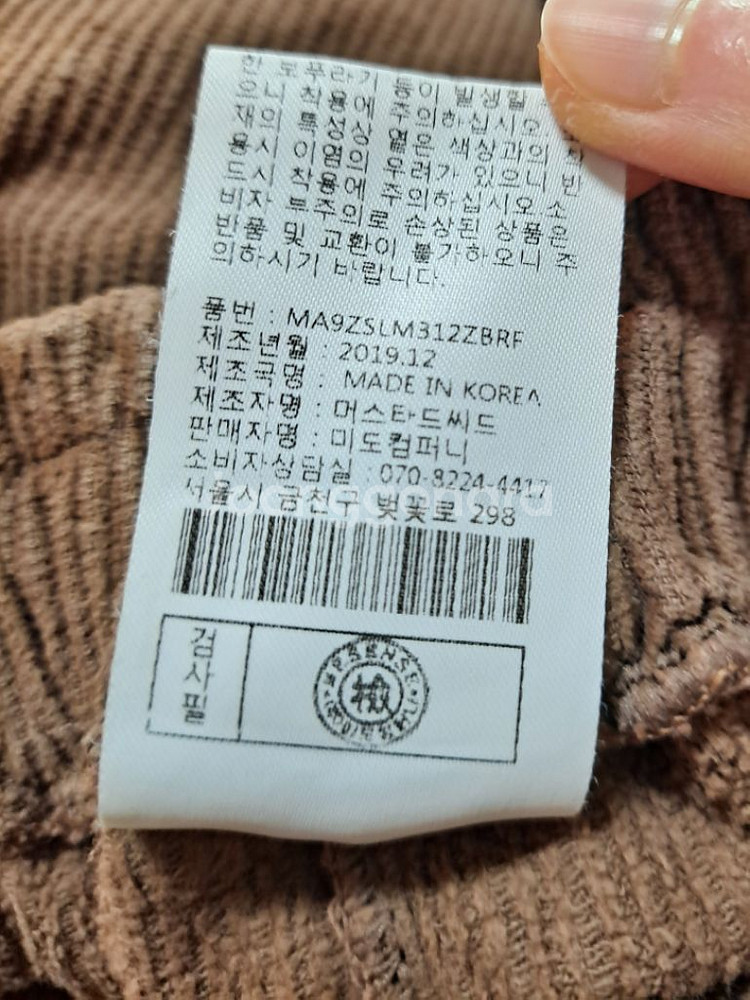 한 보푸라기 등이 발생할
으니 착용에 주의하십시오
재의 특성상 옅은 색상과의
용시 이염의 우려가 있으니 반
드시 착용에 주의하십시오 소
비자 부주의로 손상된 상품은
반품 및 교환이 불가하오니 주
의하시기 바랍니다.
품번 : MA9ZSLM312ZBRF
제조년월 : 2019.12
제조국명 : MADE IN KOREA
제조자명 : 머스타드씨드
판매자명 : 미도컴퍼니
소비자상담실 : 070-8224-4417
서울시 금천구 벚꽃로 298
검사필